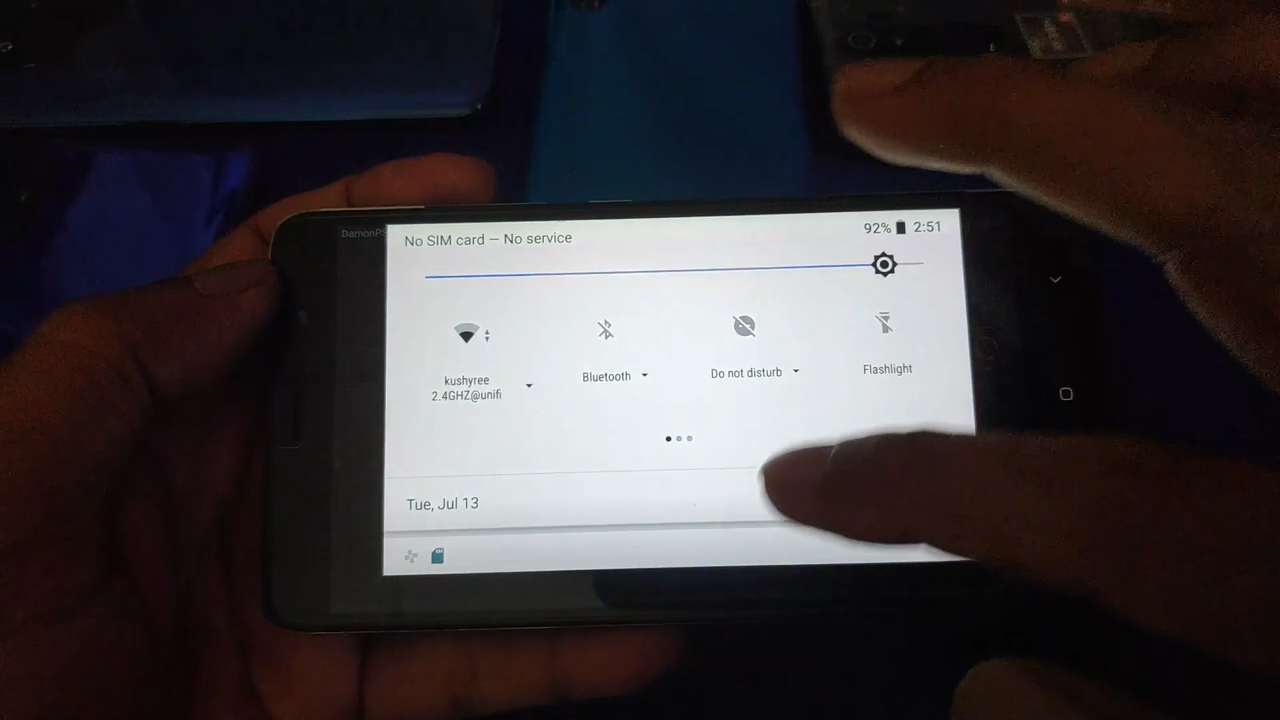 DamonPS
No SIM card — No service
92% 2:51
kushyree
2.4GHZ@unifi
Bluetooth
Do not disturb
Flashlight
Tue, Jul 13